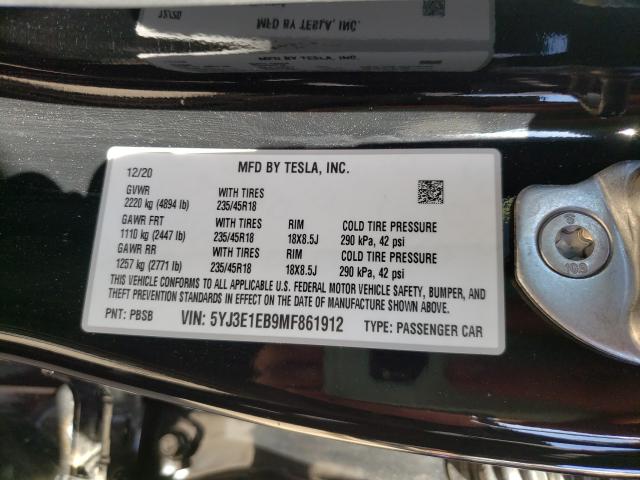 MFD BY TESLA, INC.
12/20
MFD BY TESLA, INC.
GVWR WITH TIRES
2220 kg (4894 lb) 235/45R18
GAWR FRT WITH TIRES RIM COLD TIRE PRESSURE
1110 kg (2447 lb) 235/45R18 18X8.5J 290 kPa, 42 psi
GAWR RR WITH TIRES RIM COLD TIRE PRESSURE
1257 kg (2771 lb) 235/45R18 18X8.5J 290 kPa, 42 psi
THIS VEHICLE CONFORMS TO ALL APPLICABLE U.S. FEDERAL MOTOR VEHICLE SAFETY, BUMPER, AND
THEFT PREVENTION STANDARDS IN EFFECT ON THE DATE OF MANUFACTURE SHOWN ABOVE.
PNT: PBSB VIN: 5YJ3E1EB9MF861912 TYPE: PASSENGER CAR